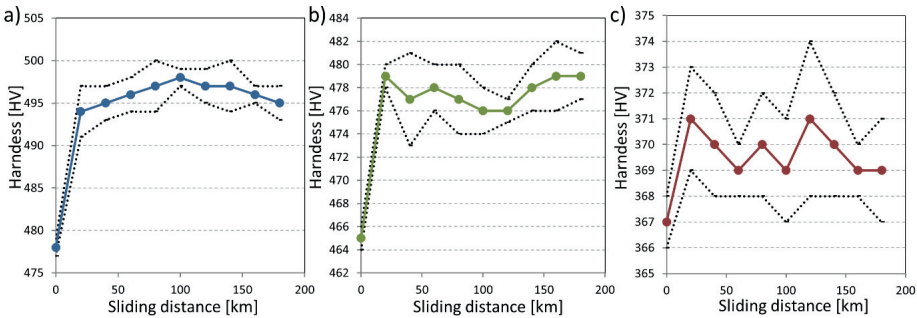 a)
505
500
495
490
485
480
475
Harndess [HV]
0 50 100 150 200
Sliding distance [km]
b)
484
482
480
478
476
474
472
470
468
466
464
462
Harndess [HV]
0 50 100 150 200
Sliding distance [km]
c)
375
374
373
372
371
370
369
368
367
366
365
Harndess [HV]
0 50 100 150 200
Sliding distance [km]